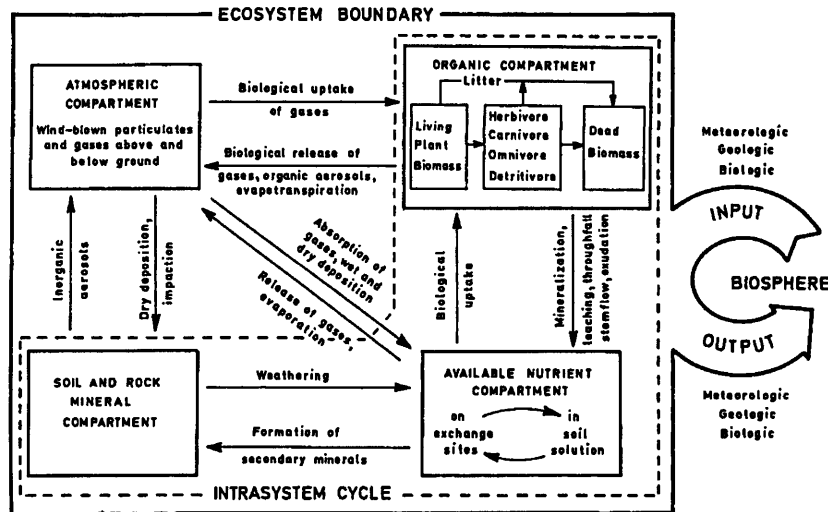 ECOSYSTEM BOUNDARY
ATMOSPHERIC
COMPARTMENT
Wind-blown particulates
and gases above and
below ground
Biological uptake
of gases
Biological release of
gases, organic aerosols,
evapotranspiration
ORGANIC COMPARTMENT
Litter
Living
Plant
Biomass
Herbivore
Carnivore
Omnivore
Detritivore
Dead
Biomass
Meteorologic
Geologic
Biologic
INPUT
BIOSPHERE
OUTPUT
Meteorologic
Geologic
Biologic
Inorganic
aerosols
Dry deposition,
impaction
Absorption of
gases, wet and
dry deposition
Release of gases,
evaporation
Biological
uptake
Mineralization,
leaching, throughfall
stemflow, exudation
SOIL AND ROCK
MINERAL
COMPARTMENT
Weathering
Formation of
secondary minerals
AVAILABLE NUTRIENT
COMPARTMENT
on
exchange
sites
in
soil
solution
INTRASYSTEM CYCLE